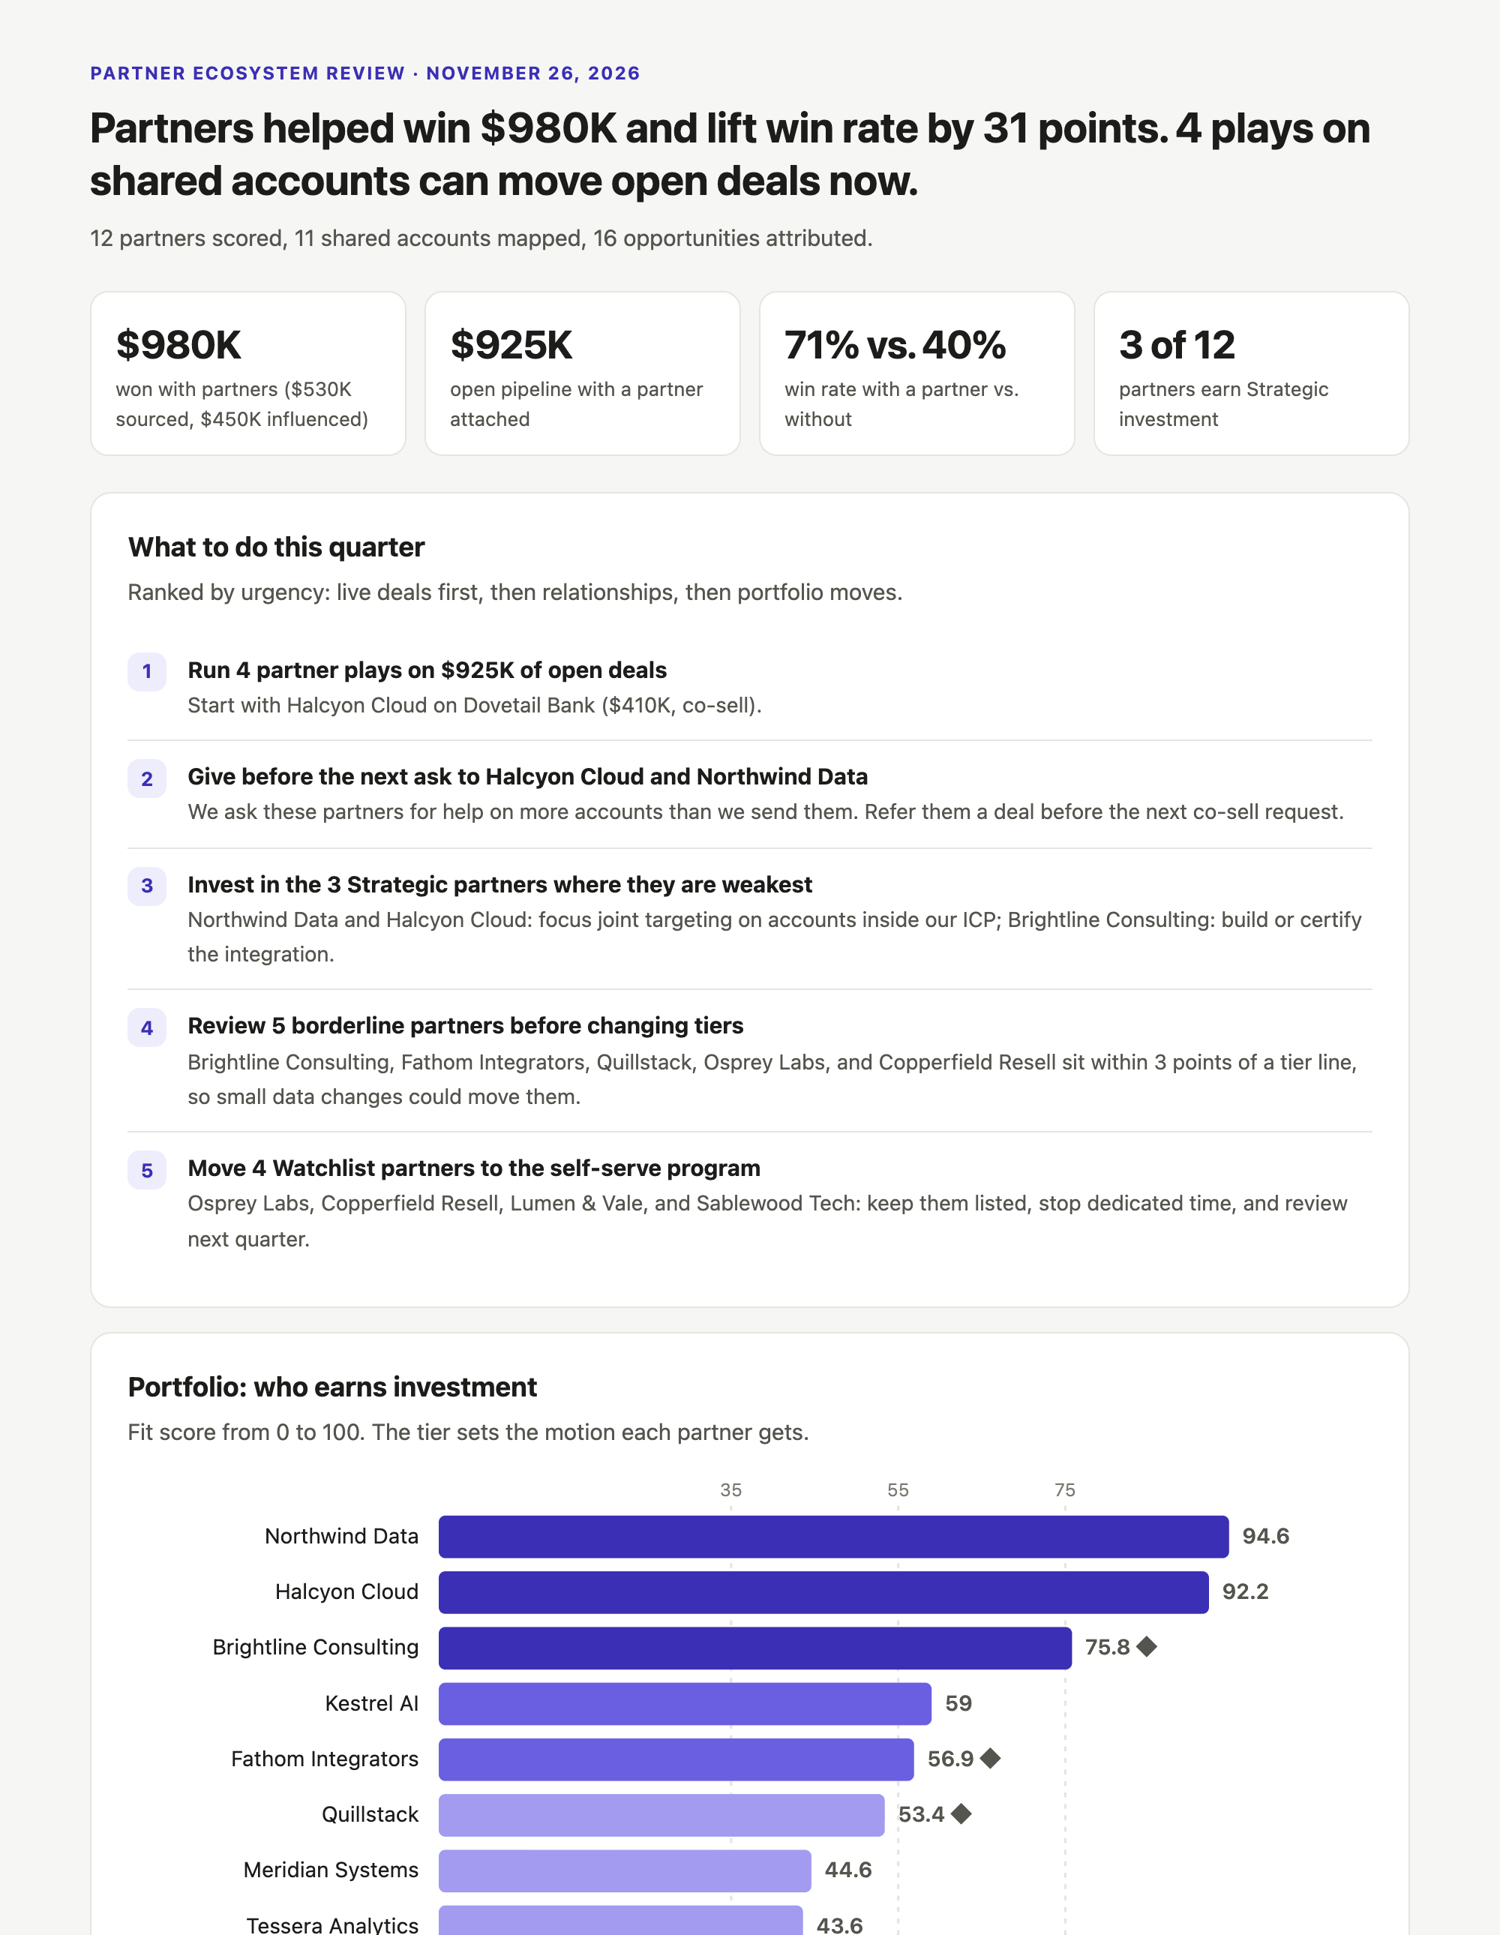 PARTNER ECOSYSTEM REVIEW · NOVEMBER 26, 2026
Partners helped win $980K and lift win rate by 31 points. 4 plays on
shared accounts can move open deals now.
12 partners scored, 11 shared accounts mapped, 16 opportunities attributed.
$980K
won with partners ($530K
sourced, $450K influenced)
$925K
open pipeline with a partner
attached
71% vs. 40%
win rate with a partner vs.
without
3 of 12
partners earn Strategic
investment
What to do this quarter
Ranked by urgency: live deals first, then relationships, then portfolio moves.
1
Run 4 partner plays on $925K of open deals
Start with Halcyon Cloud on Dovetail Bank ($410K, co-sell).
2
Give before the next ask to Halcyon Cloud and Northwind Data
We ask these partners for help on more accounts than we send them. Refer them a deal before the next co-sell request.
3
Invest in the 3 Strategic partners where they are weakest
Northwind Data and Halcyon Cloud: focus joint targeting on accounts inside our ICP; Brightline Consulting: build or certify
the integration.
4
Review 5 borderline partners before changing tiers
Brightline Consulting, Fathom Integrators, Quillstack, Osprey Labs, and Copperfield Resell sit within 3 points of a tier line,
so small data changes could move them.
5
Move 4 Watchlist partners to the self-serve program
Osprey Labs, Copperfield Resell, Lumen & Vale, and Sablewood Tech: keep them listed, stop dedicated time, and review
next quarter.
Portfolio: who earns investment
Fit score from 0 to 100. The tier sets the motion each partner gets.
35 55 75
Northwind Data 94.6
Halcyon Cloud 92.2
Brightline Consulting 75.8
Kestrel AI 59
Fathom Integrators 56.9
Quillstack 53.4
Meridian Systems 44.6
Tessera Analytics 43.6